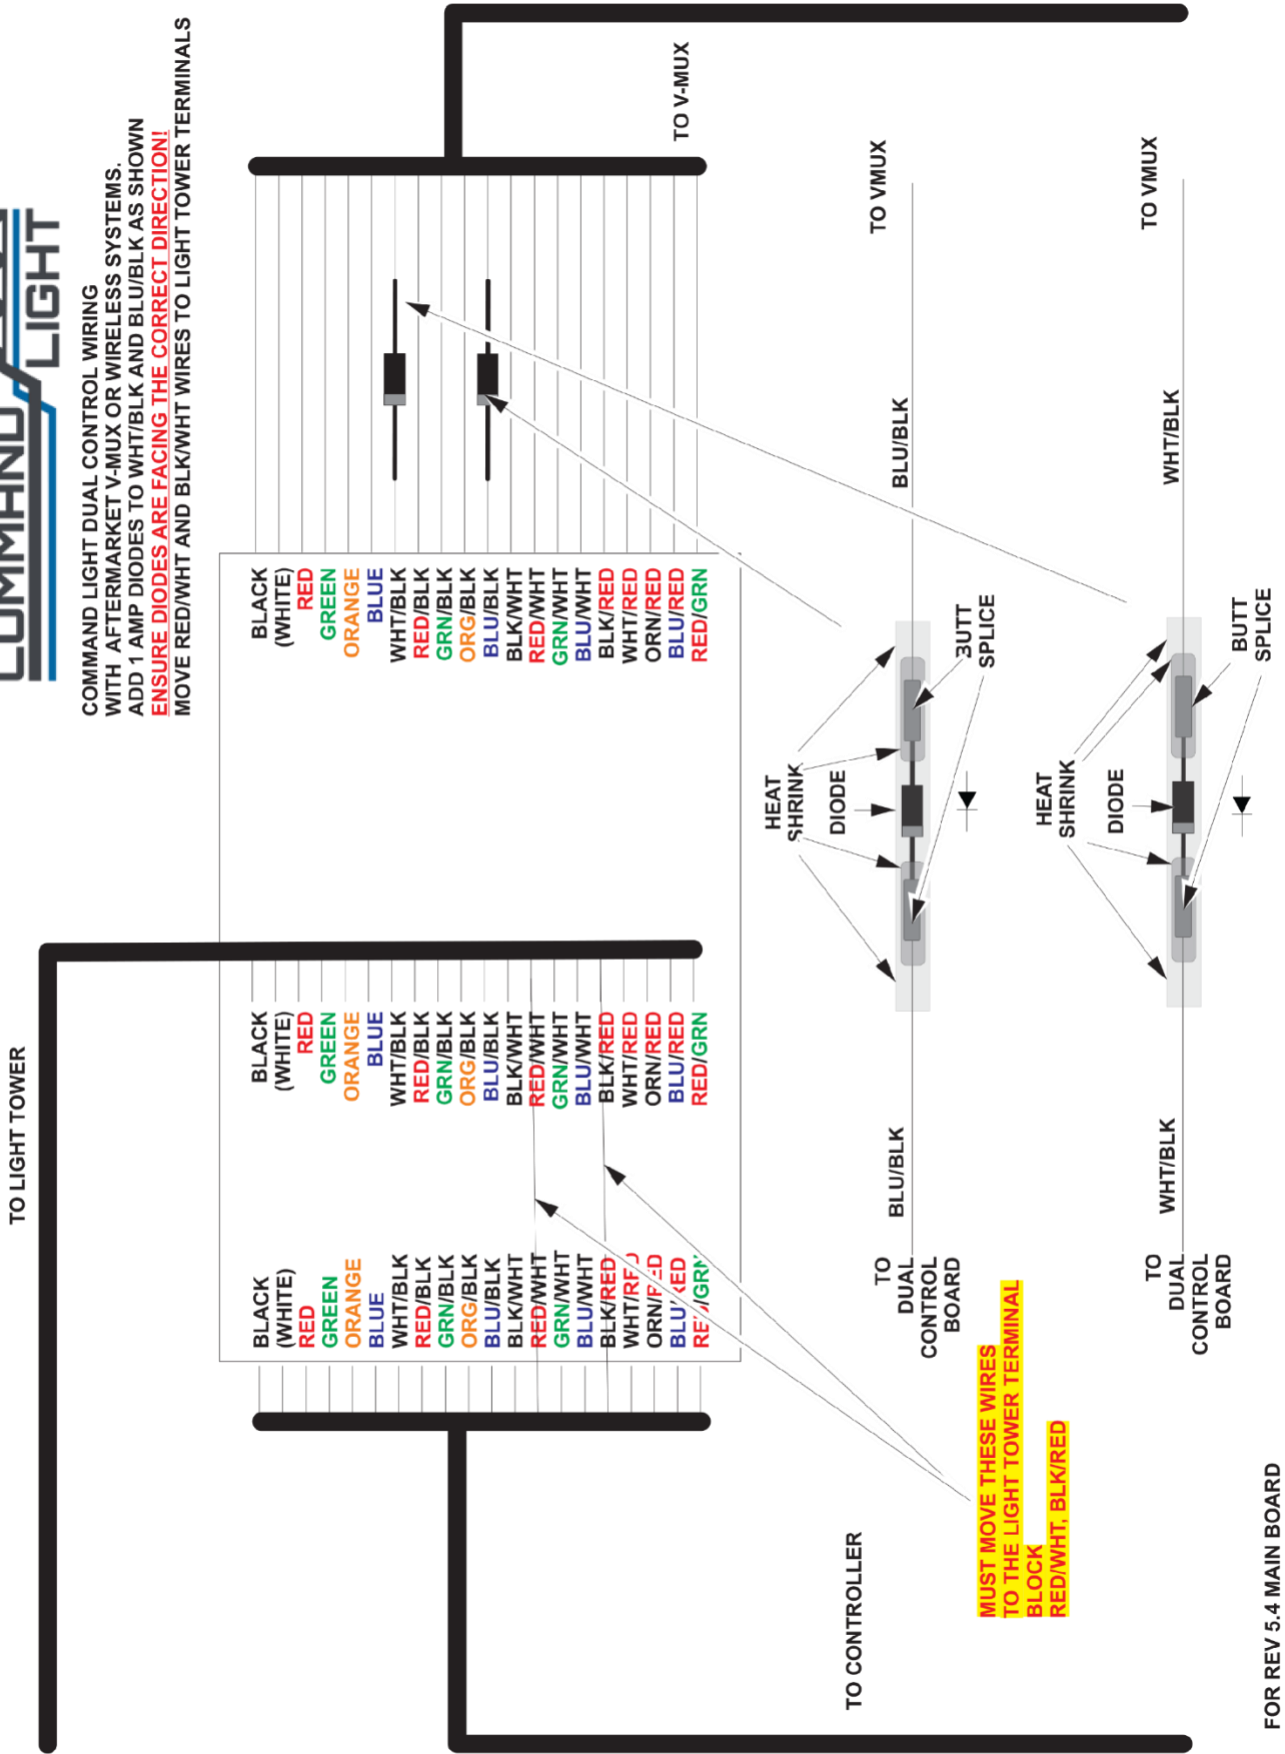 COMMAND
LIGHT
COMMAND LIGHT DUAL CONTROL WIRING
WITH AFTERMARKET V-MUX OR WIRELESS SYSTEMS.
ADD 1 AMP DIODES TO WHT/BLK AND BLU/BLK AS SHOWN
ENSURE DIODES ARE FACING THE CORRECT DIRECTION!
MOVE RED/WHT AND BLK/WHT WIRES TO LIGHT TOWER TERMINALS
TO LIGHT TOWER
BLACK
(WHITE)
RED
GREEN
ORANGE
BLUE
WHT/BLK
RED/BLK
GRN/BLK
ORG/BLK
BLU/BLK
BLK/WHT
RED/WHT
GRN/WHT
BLU/WHT
BLK/RED
WHT/RED
ORN/RED
BLU/RED
RED/GRN
BLACK
(WHITE)
RED
GREEN
ORANGE
BLUE
WHT/BLK
RED/BLK
GRN/BLK
ORG/BLK
BLU/BLK
BLK/WHT
RED/WHT
GRN/WHT
BLU/WHT
BLK/RED
WHT/RED
ORN/RED
BLU/RED
RED/GRN
BLACK
(WHITE)
RED
GREEN
ORANGE
BLUE
WHT/BLK
RED/BLK
GRN/BLK
ORG/BLK
BLU/BLK
BLK/WHT
RED/WHT
GRN/WHT
BLU/WHT
BLK/RED
WHT/RED
ORN/RED
BLU/RED
RED/GRN
TO V-MUX
TO CONTROLLER
TO
DUAL
CONTROL
BOARD
BLU/BLK
HEAT
SHRINK
DIODE
BUTT
SPLICE
BLU/BLK
TO VMUX
MUST MOVE THESE WIRES
TO THE LIGHT TOWER TERMINAL
BLOCK
RED/WHT, BLK/RED
TO
DUAL
CONTROL
BOARD
WHT/BLK
HEAT
SHRINK
DIODE
BUTT
SPLICE
WHT/BLK
TO VMUX
FOR REV 5.4 MAIN BOARD